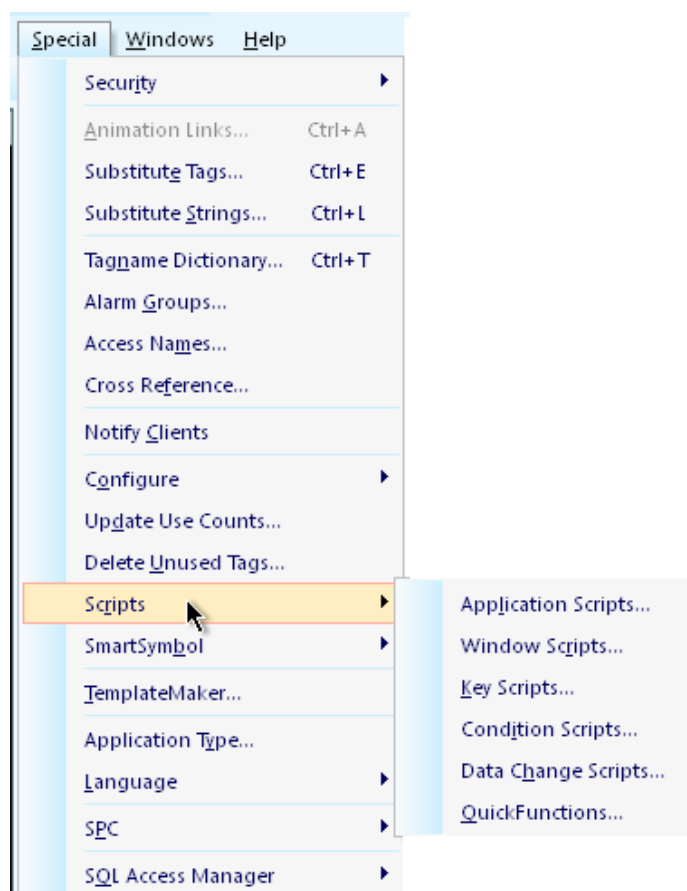 Special Windows Help
Security
Animation Links... Ctrl+A
Substitute Tags... Ctrl+E
Substitute Strings... Ctrl+L
Tagname Dictionary... Ctrl+T
Alarm Groups...
Access Names...
Cross Reference...
Notify Clients
Configure
Update Use Counts...
Delete Unused Tags...
Scripts
SmartSymbol
TemplateMaker...
Application Type...
Language
SPC
SQL Access Manager
Application Scripts...
Window Scripts...
Key Scripts...
Condition Scripts...
Data Change Scripts...
QuickFunctions...